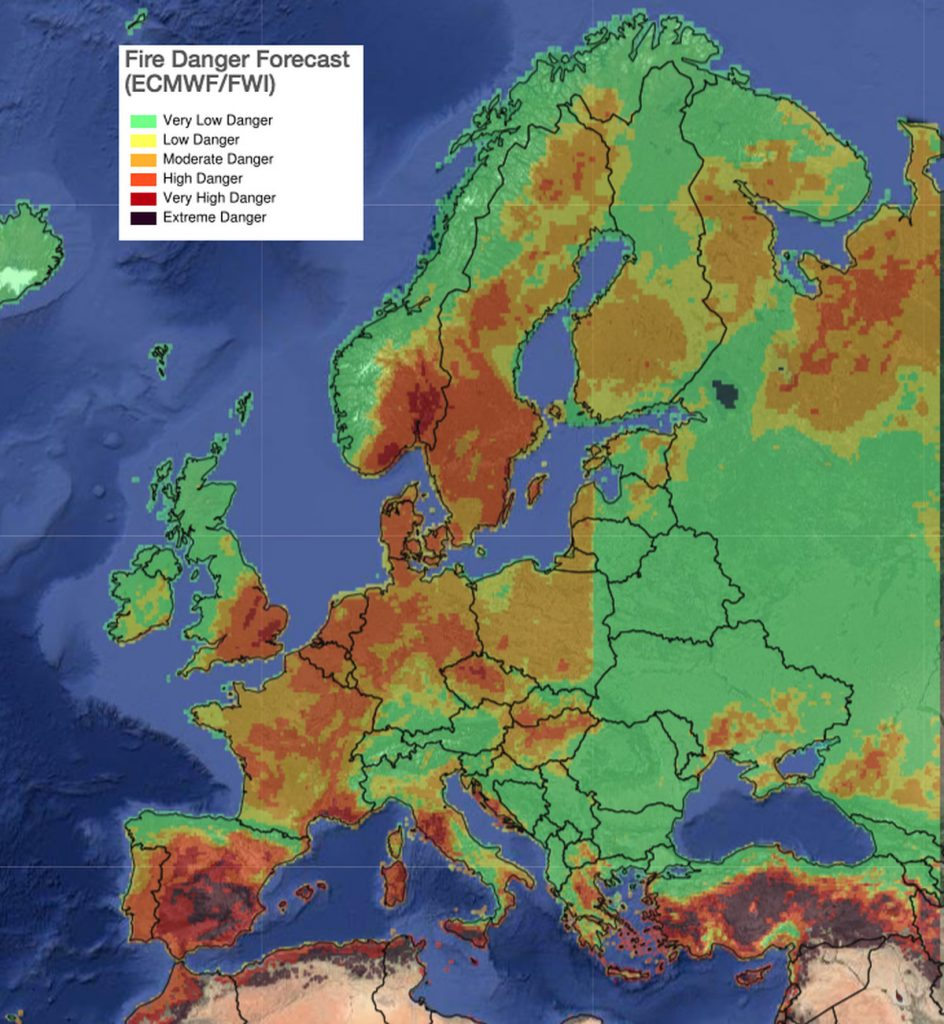 Fire Danger Forecast
(ECMWF/FWI)
Very Low Danger
Low Danger
Moderate Danger
High Danger
Very High Danger
Extreme Danger